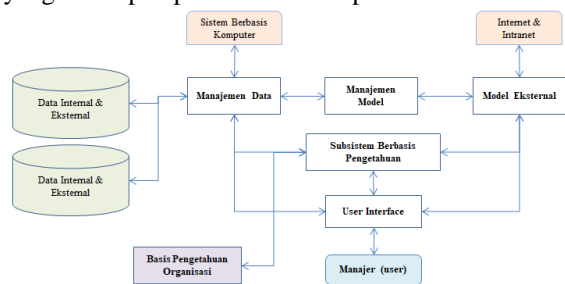 Sistem Berbasis
Komputer
Internet &
Intranet
Data Internal &
Eksternal
Manajemen Data
Manajemen
Model
Model Eksternal
Subsistem Berbasis
Pengetahuan
Data Internal &
Eksternal
User Interface
Basis Pengetahuan
Organisasi
Manajer (user)